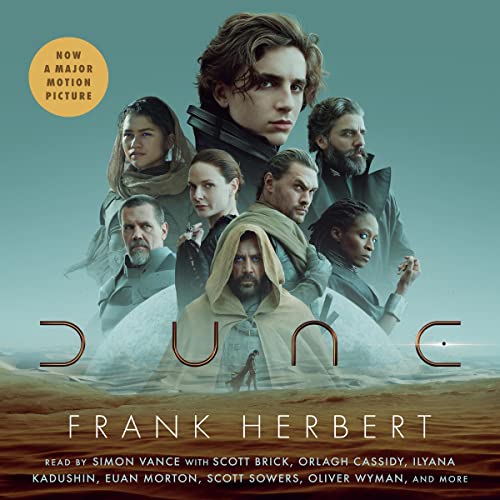 NOW
A MAJOR
MOTION
PICTURE
DUNC
FRANK HERBERT
READ BY SIMON VANCE WITH SCOTT BRICK, ORLAGH CASSIDY, ILYANA
KADUSHIN, EUAN MORTON, SCOTT SOWERS, OLIVER WYMAN, AND MORE